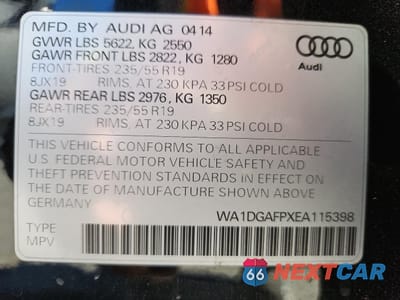 MFD. BY AUDI AG 0414
GVWR LBS 5622, KG 2550
GAWR FRONT LBS 2822, KG 1280
FRONT-TIRES 235/55 R19
8JX19 RIMS, AT 230 KPA 33 PSI COLD
GAWR REAR LBS 2976, KG 1350
REAR-TIRES 235/55 R19
8JX19 RIMS, AT 230 KPA 33 PSI COLD
Audi
THIS VEHICLE CONFORMS TO ALL APPLICABLE
U.S. FEDERAL MOTOR VEHICLE SAFETY AND
THEFT PREVENTION STANDARDS IN EFFECT ON
THE DATE OF MANUFACTURE SHOWN ABOVE
GERMANY
WA1DGAFPXEA115398
TYPE
MPV
66 NEXTCAR